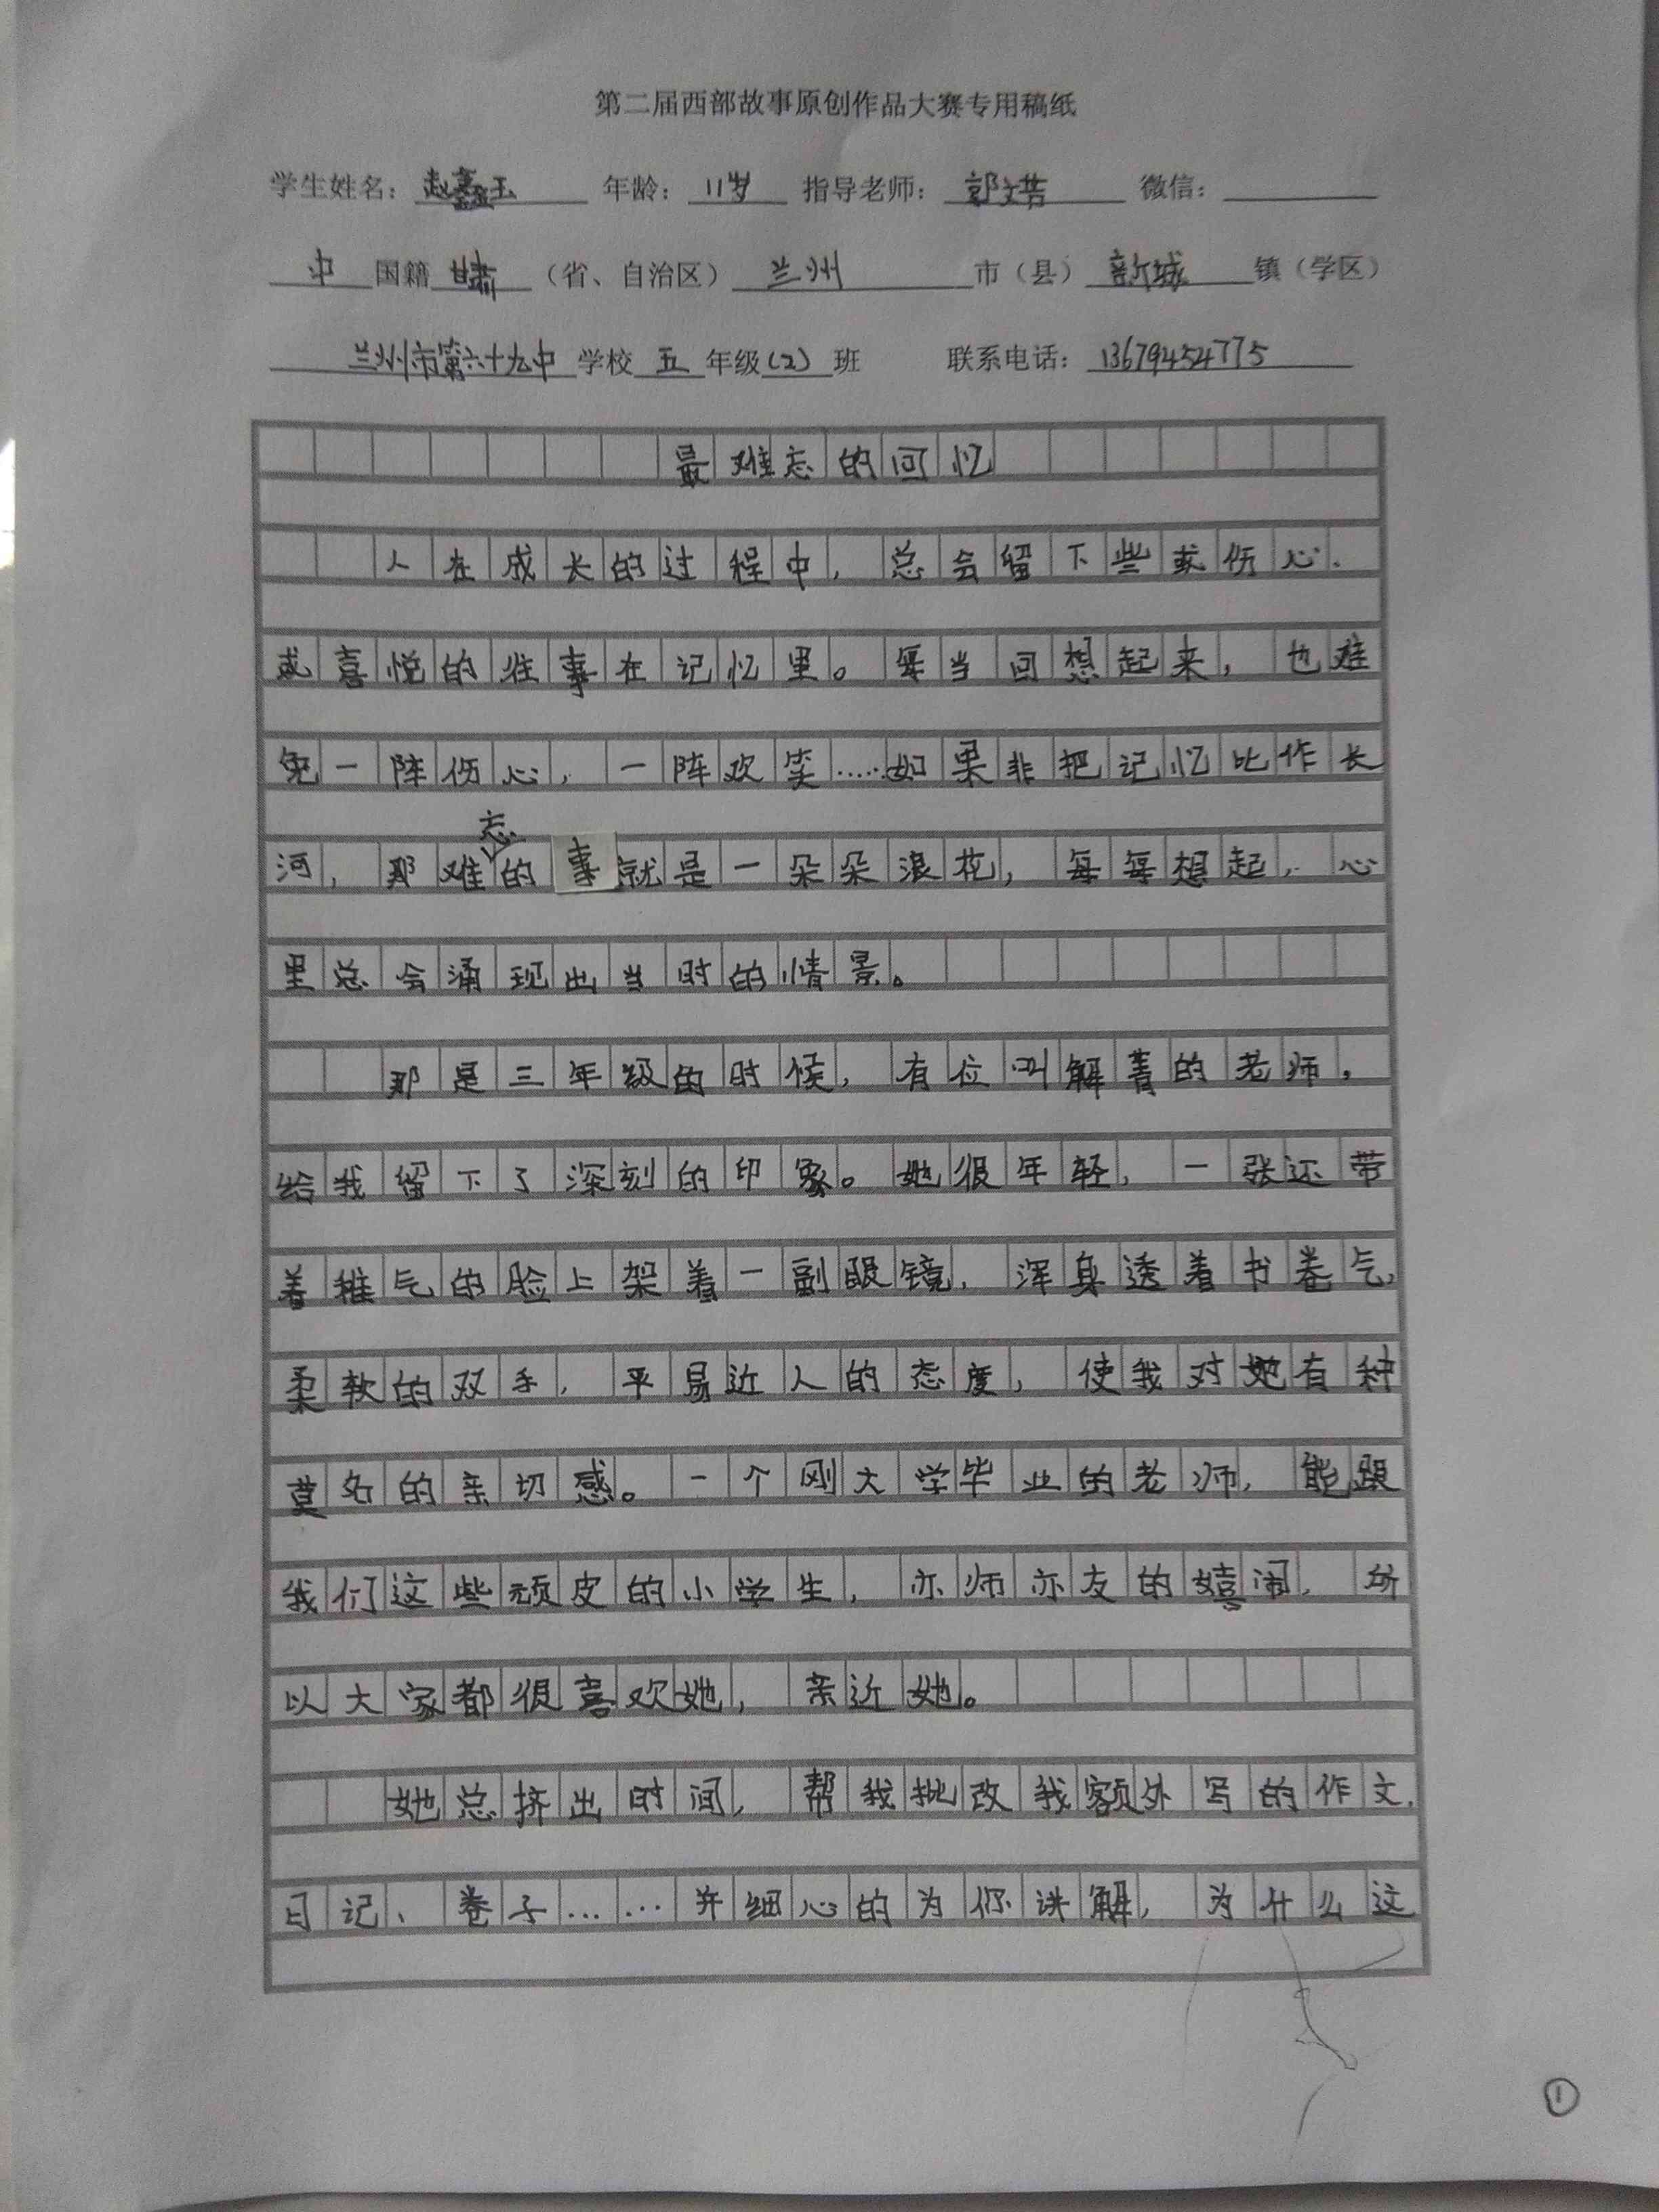 第二届西部故事原创作品大赛专用稿纸
学生姓名：赵鑫玉 年龄：11岁 指导老师：郭婧 微信：
中国籍甘肃（省、自治区）兰州市（县）新城镇（学区）
兰州市第六十九中学校五年级（2）班 联系电话：13679454775
最难忘的回忆
人在成长的过程中，总会留下些或伤心、
或喜悦的往事在记忆里。每当回想起来，也难
免一阵伤心，一阵欢笑……如果非把记忆比作长
河，那难忘的事就是一朵朵浪花，每每想起，心
里总会涌现出当时的情景。
那是三年级的时候，有位叫解菁的老师，
给我留下了深刻的印象。她很年轻，一张还带
着稚气的脸上架着一副眼镜，浑身透着书卷气，
柔软的双手，平易近人的态度，使我对她有种
莫名的亲切感。一个刚大学毕业的老师，能跟
我们这些顽皮的小学生，亦师亦友的嬉闹，所
以大家都很喜欢她，亲近她。
她总挤出时间，帮我批改我额外写的作文、
日记、卷子……并细心的为你讲解，为什么这
①